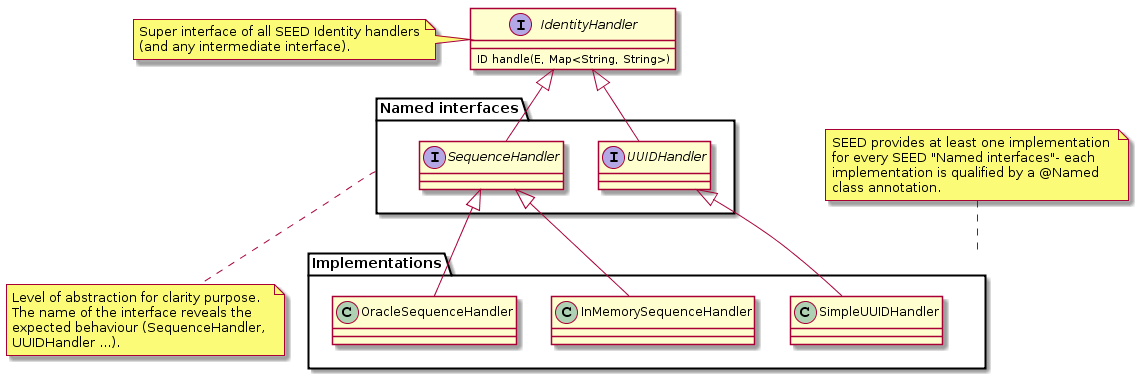 Super interface of all SEED Identity handlers
(and any intermediate interface).
I IdentityHandler
ID handle(E, Map<String, String>)
Named interfaces
I SequenceHandler
I UUIDHandler
SEED provides at least one implementation
for every SEED "Named interfaces"- each
implementation is qualified by a @Named
class annotation.
Level of abstraction for clarity purpose.
The name of the interface reveals the
expected behaviour (SequenceHandler,
UUIDHandler ...).
Implementations
C OracleSequenceHandler
C InMemorySequenceHandler
C SimpleUUIDHandler